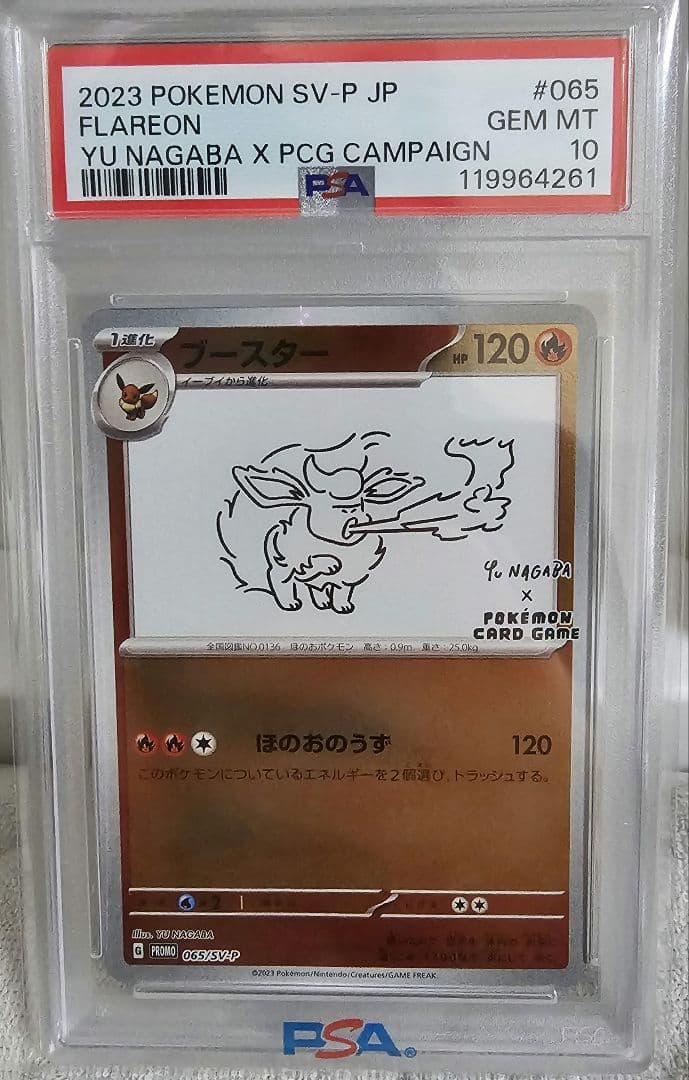 2023 POKEMON SV-P JP #065
FLAREON GEM MT
YU NAGABA X PCG CAMPAIGN 10
PSA 119964261
1進化
ブースター HP 120
イーブイから進化
Yu NAGABA
×
POKÉMON
CARD GAME
全国図鑑NO.0136 ほのおポケモン 高さ:0.9m 重さ:25.0kg
ほのおのうず 120
このポケモンについているエネルギーを2個選び、トラッシュする。
×2
illus. YU NAGABA
G PROMO 065/SV-P
©2023 Pokémon/Nintendo/Creatures/GAME FREAK.
PSA®